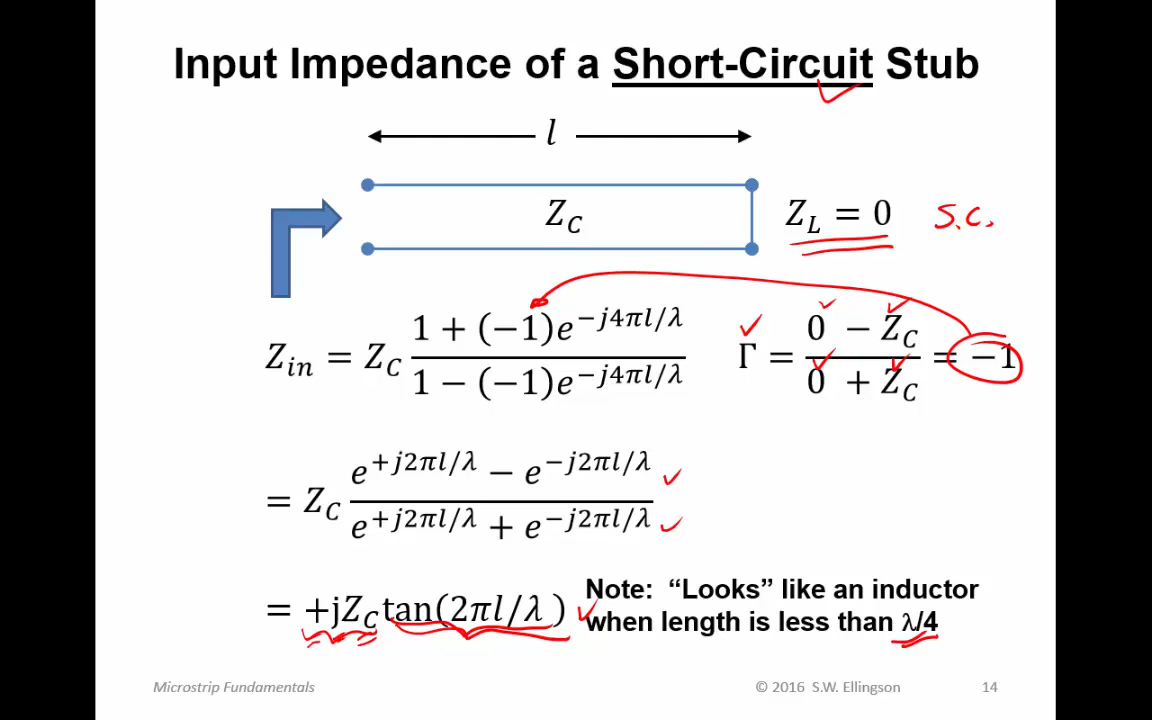 Input Impedance of a Short-Circuit Stub
l
Z_C
Z_L = 0
S.C.
Z_in = Z_C (1 + (−1)e^{−j4πl/λ}) / (1 − (−1)e^{−j4πl/λ})
Γ = (0 − Z_C) / (0 + Z_C) = −1
= Z_C (e^{+j2πl/λ} − e^{−j2πl/λ}) / (e^{+j2πl/λ} + e^{−j2πl/λ})
= +jZ_C tan(2πl/λ)
Note: “Looks” like an inductor
when length is less than λ/4
Microstrip Fundamentals
© 2016 S.W. Ellingson
14